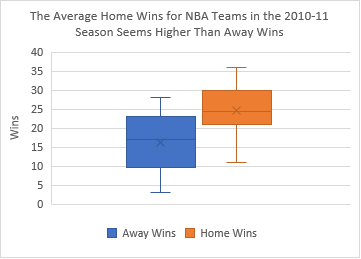 The Average Home Wins for NBA Teams in the 2010-11
Season Seems Higher Than Away Wins
40
35
30
25
20
15
10
5
0
Wins
Away Wins
Home Wins